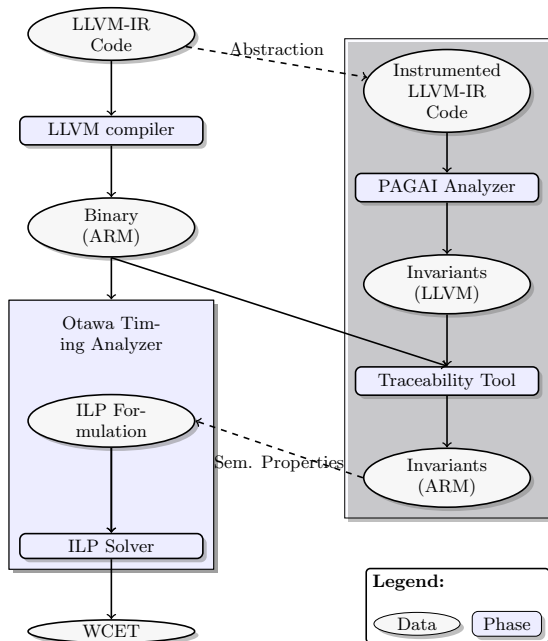 LLVM-IR
Code
Abstraction
Instrumented
LLVM-IR
Code
LLVM compiler
PAGAI Analyzer
Binary
(ARM)
Invariants
(LLVM)
Otawa Tim-
ing Analyzer
Traceability Tool
ILP For-
mulation
Sem. Properties
Invariants
(ARM)
ILP Solver
WCET
Legend:
Data
Phase